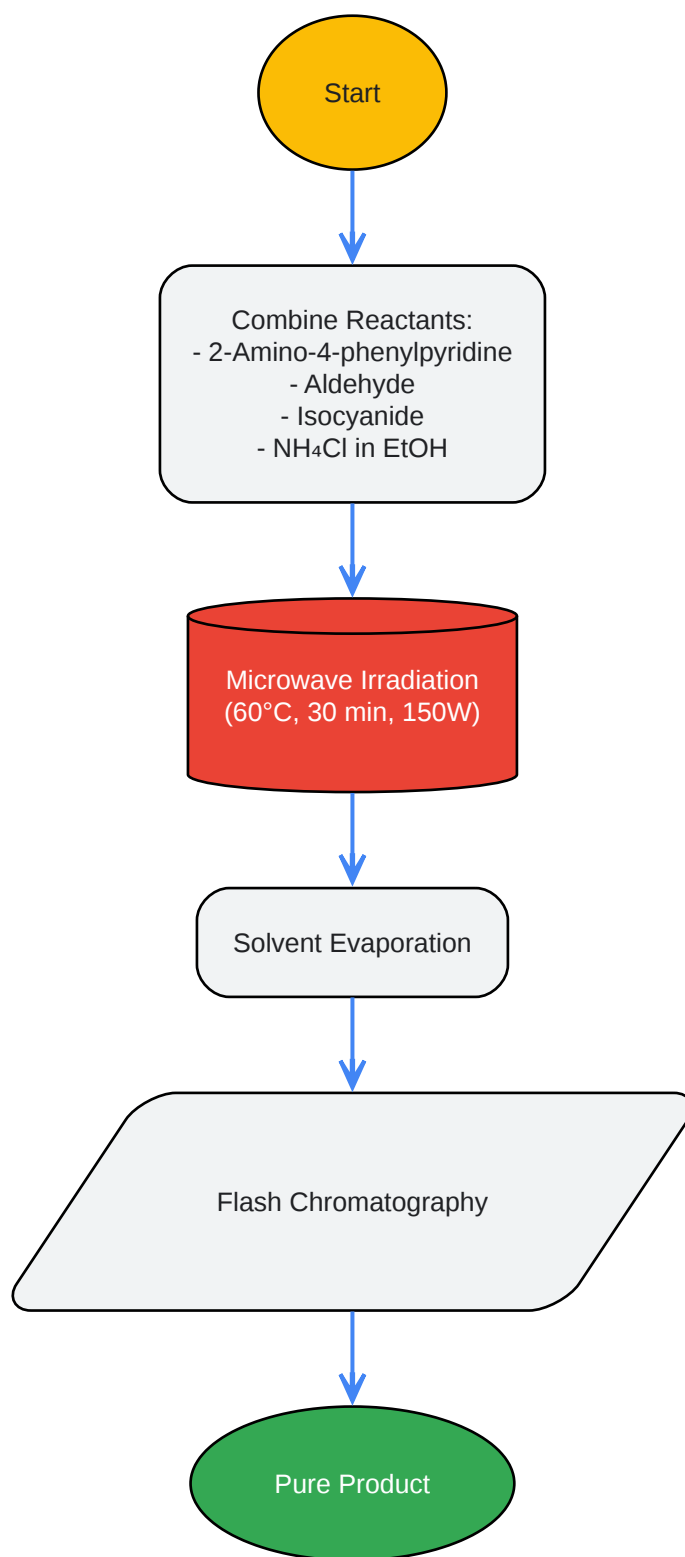 Start
Combine Reactants:
- 2-Amino-4-phenylpyridine
- Aldehyde
- Isocyanide
- NH₄Cl in EtOH
Microwave Irradiation
(60°C, 30 min, 150W)
Solvent Evaporation
Flash Chromatography
Pure Product